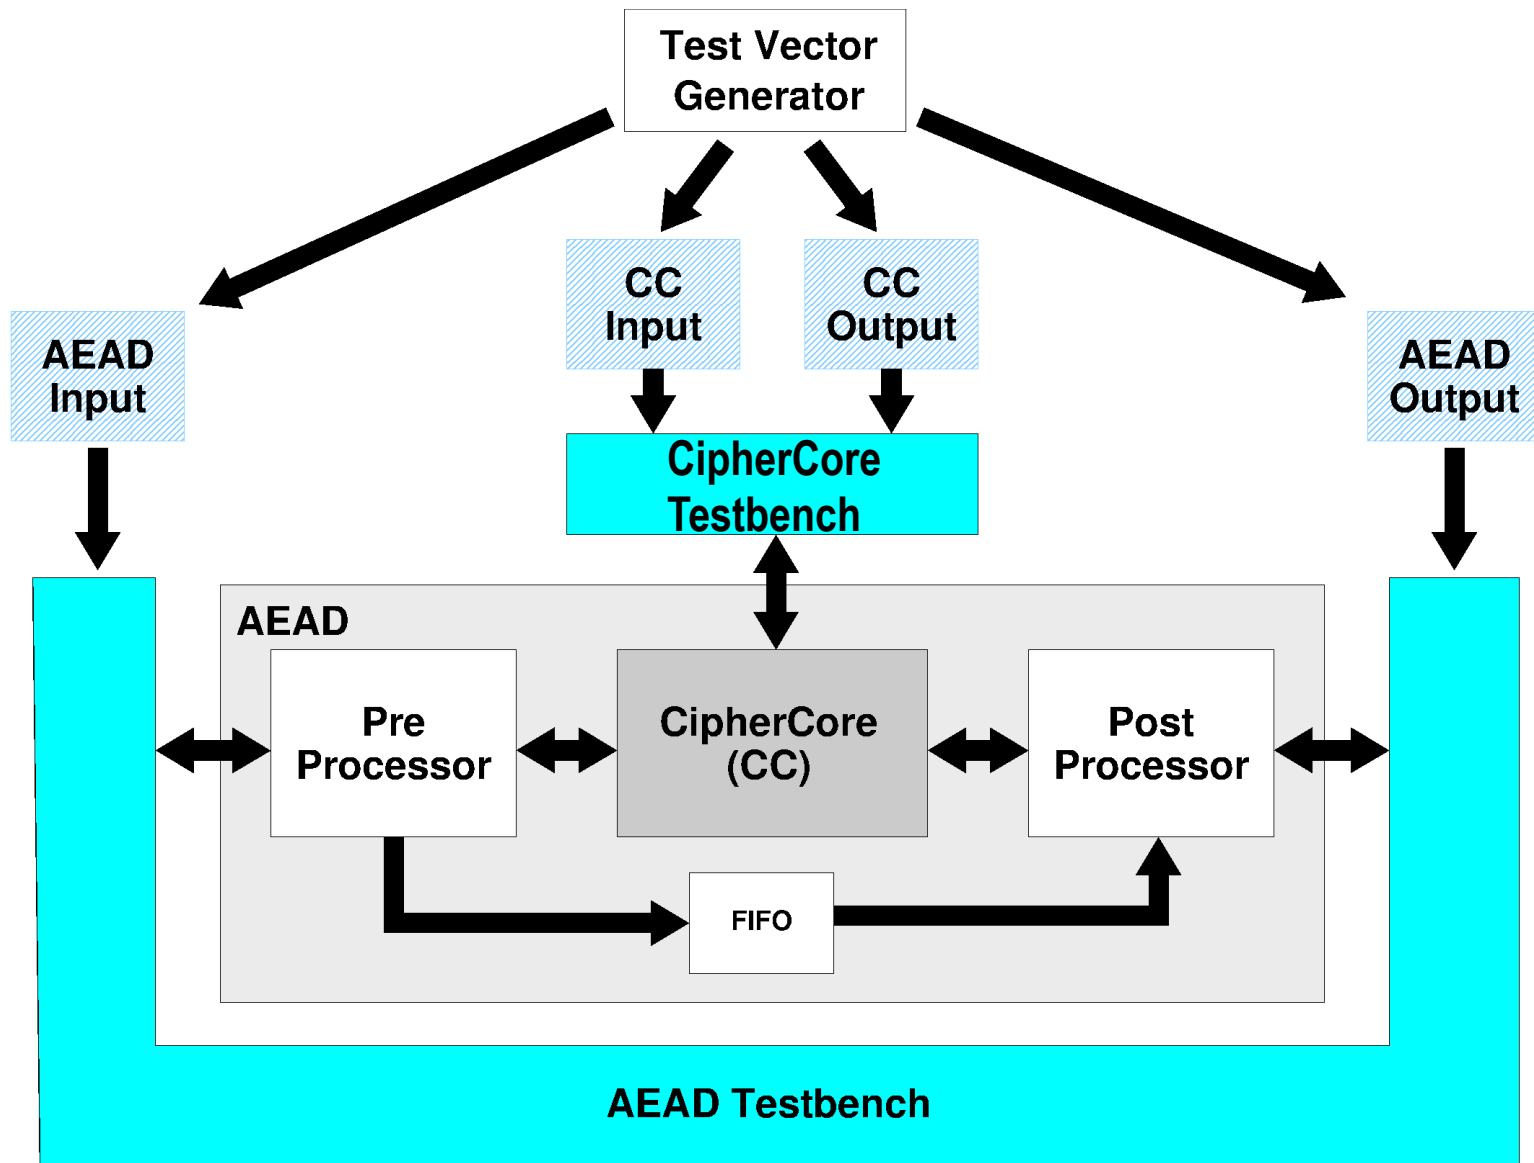 Test Vector
Generator
CC
Input
CC
Output
AEAD
Input
AEAD
Output
CipherCore
Testbench
AEAD
Pre
Processor
CipherCore
(CC)
Post
Processor
FIFO
AEAD Testbench